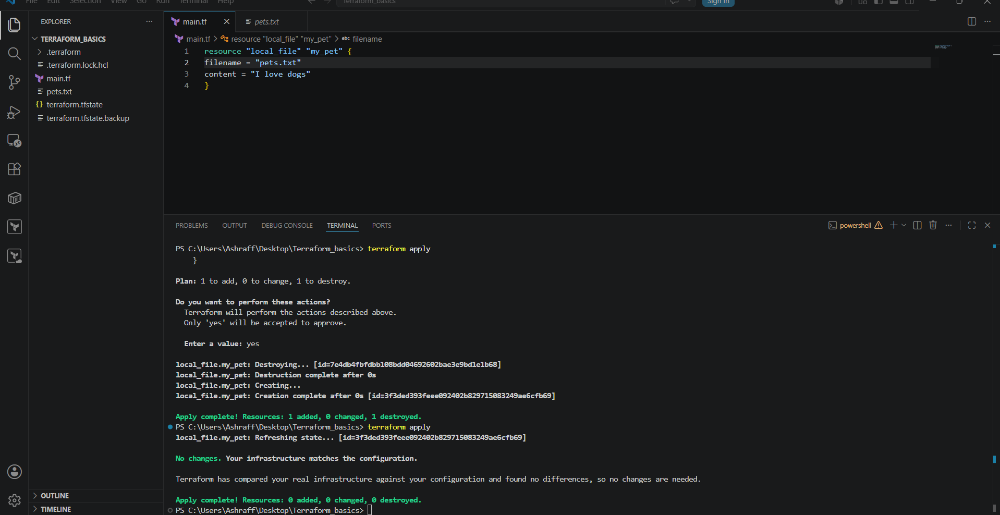 File Edit Selection View Go Run Terminal Help
Terraform_basics
Sign in
EXPLORER
TERRAFORM_BASICS
.terraform
.terraform.lock.hcl
main.tf
pets.txt
terraform.tfstate
terraform.tfstate.backup
OUTLINE
TIMELINE
main.tf pets.txt
main.tf > resource "local_file" "my_pet" > abc filename
1 resource "local_file" "my_pet" {
2 filename = "pets.txt"
3 content = "I love dogs"
4 }
PROBLEMS OUTPUT DEBUG CONSOLE TERMINAL PORTS
powershell
PS C:\Users\Ashraff\Desktop\Terraform_basics> terraform apply
}
Plan: 1 to add, 0 to change, 1 to destroy.
Do you want to perform these actions?
Terraform will perform the actions described above.
Only 'yes' will be accepted to approve.
Enter a value: yes
local_file.my_pet: Destroying... [id=7e4db4fbfdbb108bdd04692602bae3e9bd1e1b68]
local_file.my_pet: Destruction complete after 0s
local_file.my_pet: Creating...
local_file.my_pet: Creation complete after 0s [id=3f3ded393feee092402b829715083249ae6cfb69]
Apply complete! Resources: 1 added, 0 changed, 1 destroyed.
PS C:\Users\Ashraff\Desktop\Terraform_basics> terraform apply
local_file.my_pet: Refreshing state... [id=3f3ded393feee092402b829715083249ae6cfb69]
No changes. Your infrastructure matches the configuration.
Terraform has compared your real infrastructure against your configuration and found no differences, so no changes are needed.
Apply complete! Resources: 0 added, 0 changed, 0 destroyed.
PS C:\Users\Ashraff\Desktop\Terraform_basics>